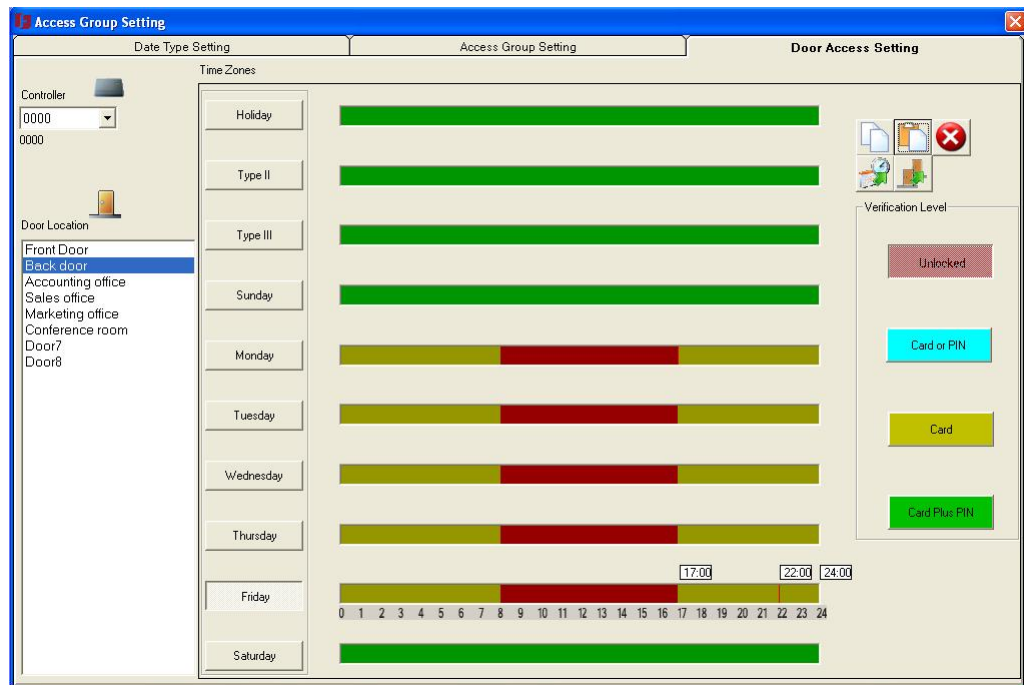 Access Group Setting
Date Type Setting
Access Group Setting
Door Access Setting
Time Zones
Controller
0000
0000
Door Location
Front Door
Back door
Accounting office
Sales office
Marketing office
Conference room
Door7
Door8
Holiday
Type II
Type III
Sunday
Monday
Tuesday
Wednesday
Thursday
17:00 22:00 24:00
Friday
0 1 2 3 4 5 6 7 8 9 10 11 12 13 14 15 16 17 18 19 20 21 22 23 24
Saturday
Verification Level
Unlocked
Card or PIN
Card
Card Plus PIN